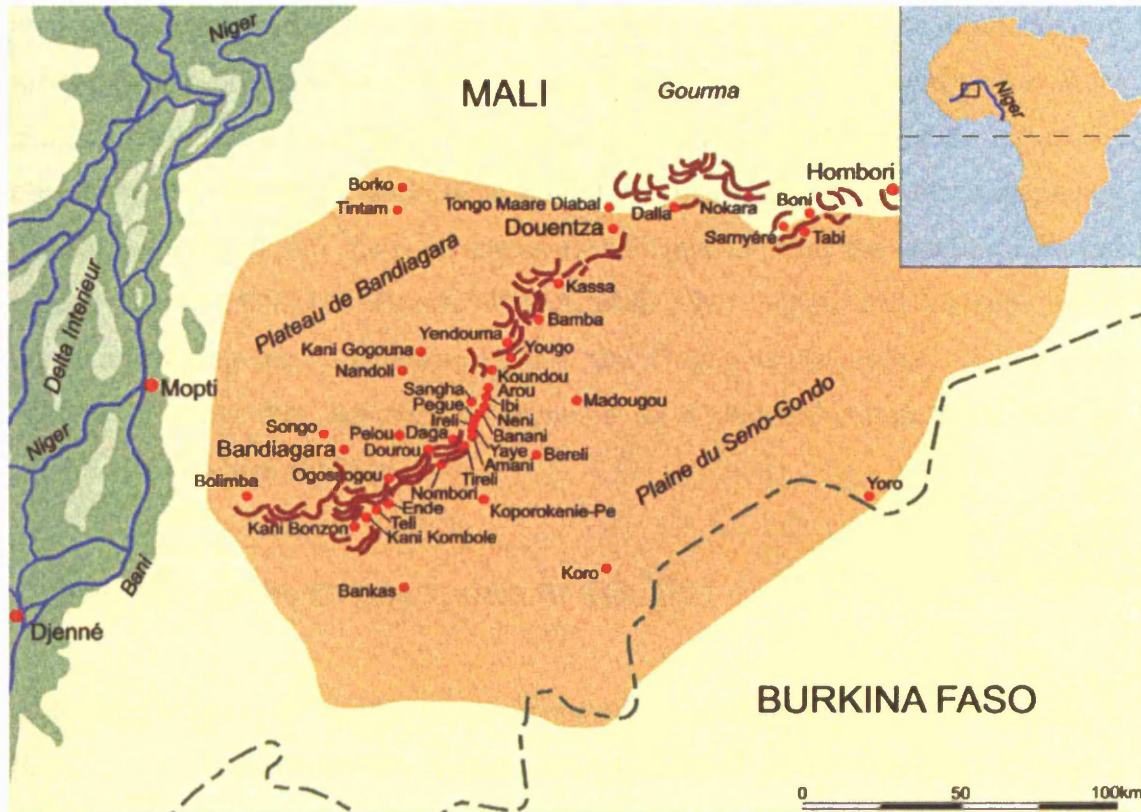 Niger
MALI
Gourma
Niger
Hombori
Borko
Tintam
Tongo Maare Diabal
Dalla
Nokara
Boni
Douentza
Sarnyéré
Tabi
Plateau de Bandiagara
Kassa
Delta Interieur
Bamba
Yendouma
Yougo
Kani Gogouna
Nandoli
Koundou
Mopti
Sangha
Arou
Pegue
Ibi
Madougou
Ireli
Neni
Niger
Songo
Pelou
Daga
Banani
Bandiagara
Dourou
Yaye
Bereli
Amani
Plaine du Seno-Gondo
Tireli
Bolimba
Nombori
Yoro
Ende
Koporokenie-Pe
Kani Bonzon
Teli
Kani Kombole
Bani
Koro
Bankas
Djenné
BURKINA FASO
0 50 100km